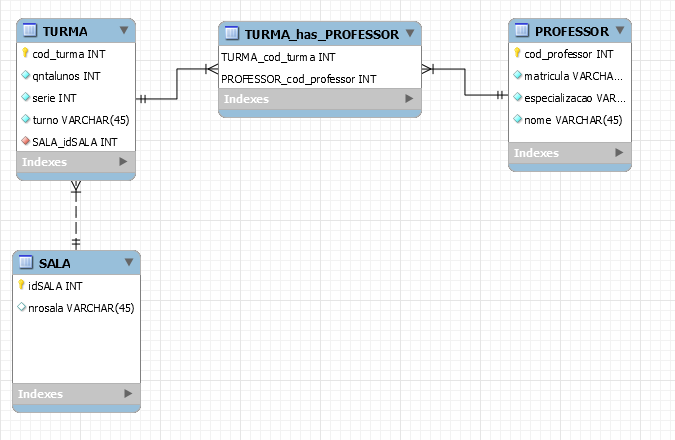 TURMA
cod_turma INT
qntalunos INT
serie INT
turno VARCHAR(45)
SALA_idSALA INT
Indexes
TURMA_has_PROFESSOR
TURMA_cod_turma INT
PROFESSOR_cod_professor INT
Indexes
PROFESSOR
cod_professor INT
matricula VARCHA...
especializacao VAR...
nome VARCHAR(45)
Indexes
SALA
idSALA INT
nrosala VARCHAR(45)
Indexes